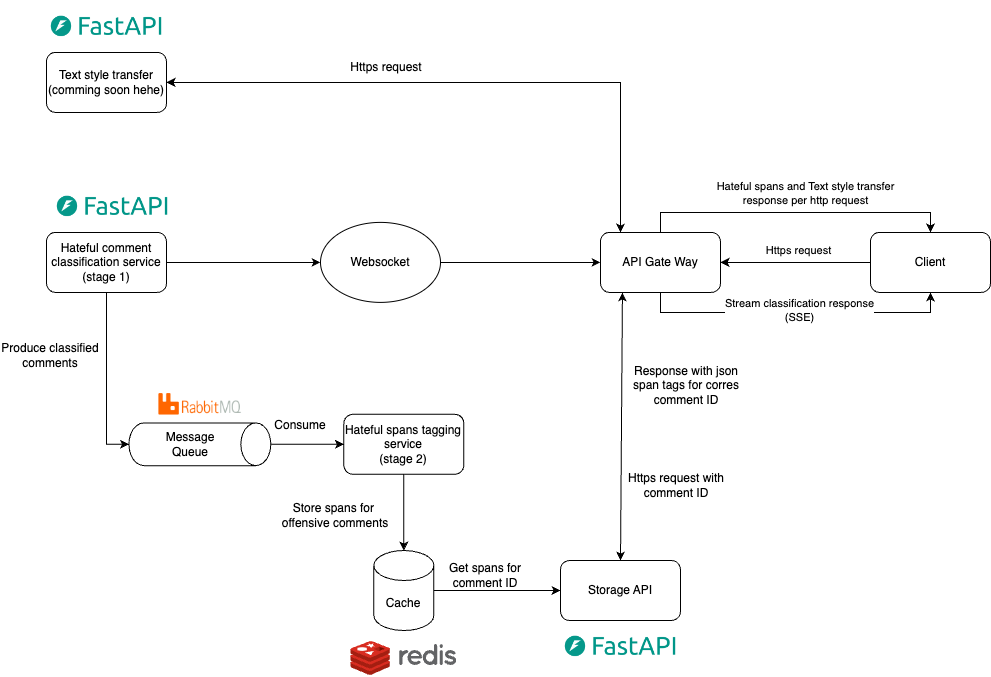 FastAPI
Text style transfer
(comming soon hehe)
Https request
FastAPI
Hateful comment
classification service
(stage 1)
Websocket
API Gate Way
Hateful spans and Text style transfer
response per http request
Https request
Client
Stream classification response
(SSE)
Produce classified
comments
Response with json
span tags for corres
comment ID
RabbitMQ
Message
Queue
Consume
Hateful spans tagging
service
(stage 2)
Https request with
comment ID
Store spans for
offensive comments
Cache
Get spans for
comment ID
Storage API
redis
FastAPI